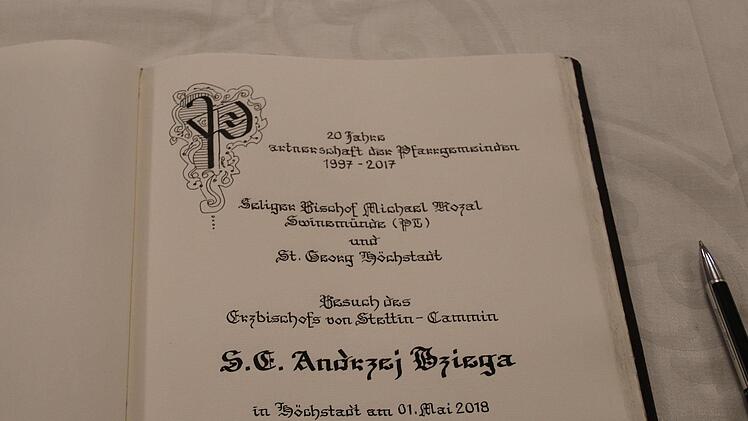 20 Jahre
Partnerschaft der Pfarrgemeinden
1997 - 2017
Seliger Bischof Michael Kozal
Swinemünde (PL)
und
St. Georg Höchstadt
Besuch des
Erzbischofs von Stettin - Cammin
S.E. Andrzej Dziega
in Höchstadt am 01. Mai 2018